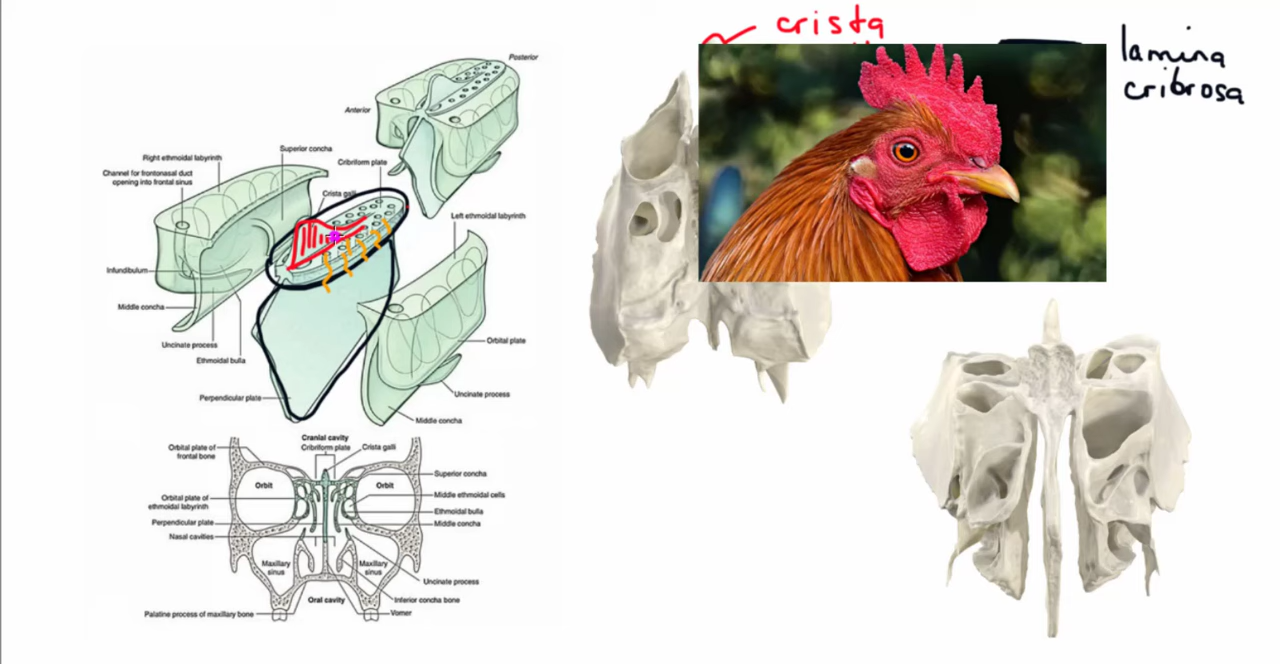 crista
lamina
cribrosa
Posterior
Anterior
Superior concha
Right ethmoidal labyrinth
Cribriform plate
Channel for frontonasal duct
opening into frontal sinus
Crista galli
Left ethmoidal labyrinth
Infundibulum
Middle concha
Uncinate process
Ethmoidal bulla
Orbital plate
Perpendicular plate
Uncinate process
Middle concha
Cranial cavity
Cribriform plate
Crista galli
Orbital plate of
frontal bone
Superior concha
Orbit
Orbit
Middle ethmoidal cells
Orbital plate of
ethmoidal labyrinth
Ethmoidal bulla
Perpendicular plate
Middle concha
Nasal cavities
Maxillary
sinus
Maxillary
sinus
Uncinate process
Oral cavity
Inferior concha bone
Palatine process of maxillary bone
Vomer